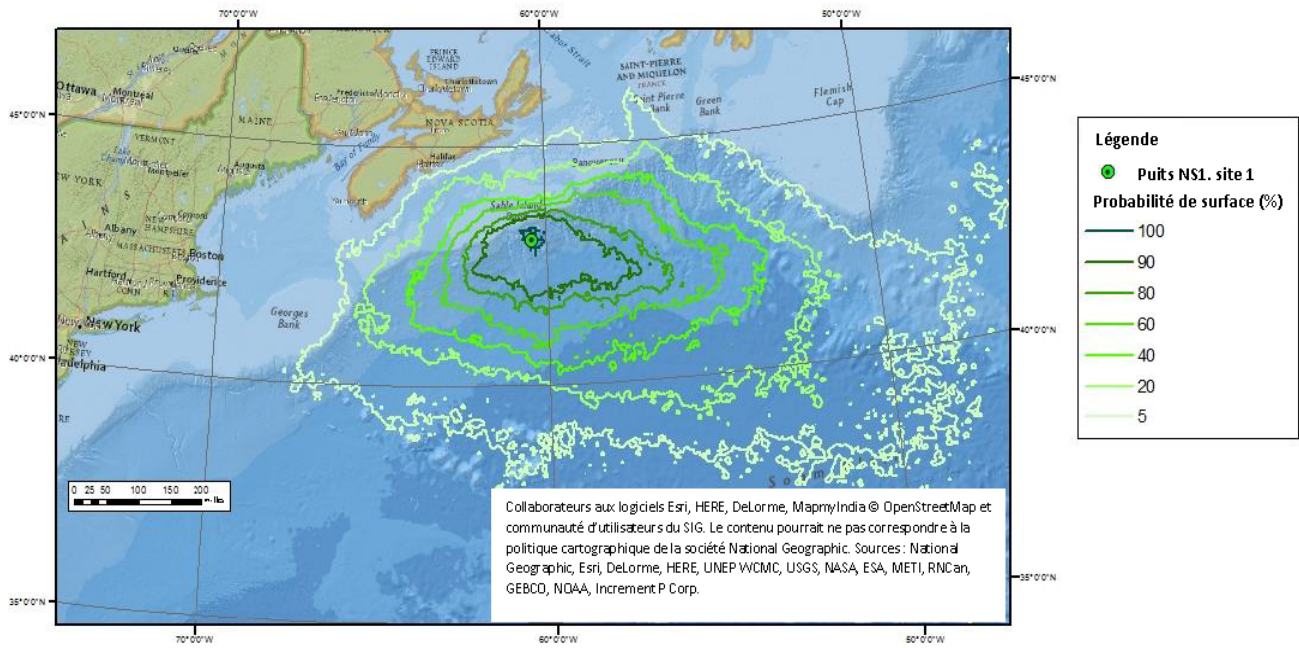 70°0'0"W 60°0'0"W 50°0'0"W
Ottawa
Montreal
Montréal
MAINE
VERMONT
Montpelier
Augusta
Fredericton
PRINCE
EDWARD
ISLAND
Charlottetown
Charlottetown
NOVA SCOTIA
Halifax
Bay of Fundy
Yarmouth
SAINT-PIERRE
AND MIQUELON
FRANCE
Saint Pierre
Bank
Green
Bank
Flemish
Cap
45°0'0"N
45°0'0"N
EW YORK
Albany
Albany
MASSACHUSETTS
Boston
Hartford
CONN
Providence
New York
JERSEY
ladelphia
Georges
Bank
Sable Island
Banquereau
40°0'0"N
40°0'0"N
35°0'0"N
35°0'0"N
0 25 50 100 150 200
70°0'0"W 60°0'0"W 50°0'0"W
Légende
Puits NS1. site 1
Probabilité de surface (%)
100
90
80
60
40
20
5
Collaborateurs aux logiciels Esri, HERE, DeLorme, MapmyIndia © OpenStreetMap et
communauté d'utilisateurs du SIG. Le contenu pourrait ne pas correspondre à la
politique cartographique de la société National Geographic. Sources : National
Geographic, Esri, DeLorme, HERE, UNEP WCMC, USGS, NASA, ESA, METI, RNCan,
GEBCO, NOAA, Increment P Corp.